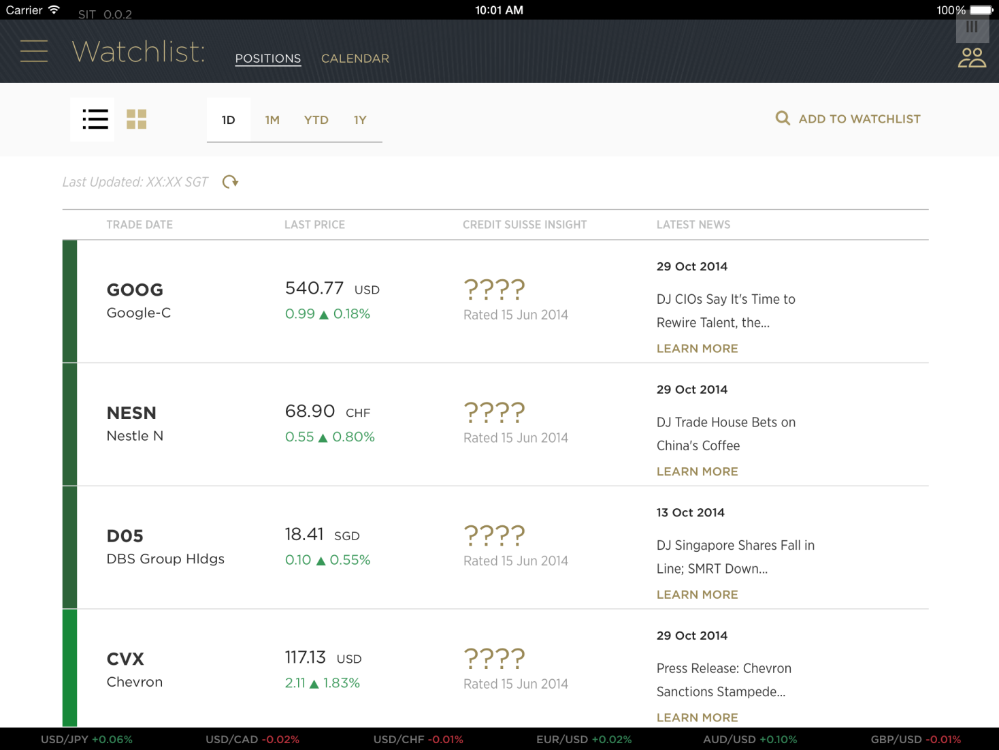 Carrier
SIT 0.0.2
10:01 AM
100%
Watchlist:
POSITIONS
CALENDAR
1D
1M
YTD
1Y
ADD TO WATCHLIST
Last Updated: XX:XX SGT
TRADE DATE
LAST PRICE
CREDIT SUISSE INSIGHT
LATEST NEWS
GOOG
Google-C
540.77 USD
0.99 ▲ 0.18%
????
Rated 15 Jun 2014
29 Oct 2014
DJ CIOs Say It's Time to
Rewire Talent, the...
LEARN MORE
NESN
Nestle N
68.90 CHF
0.55 ▲ 0.80%
????
Rated 15 Jun 2014
29 Oct 2014
DJ Trade House Bets on
China's Coffee
LEARN MORE
D05
DBS Group Hldgs
18.41 SGD
0.10 ▲ 0.55%
????
Rated 15 Jun 2014
13 Oct 2014
DJ Singapore Shares Fall in
Line; SMRT Down...
LEARN MORE
CVX
Chevron
117.13 USD
2.11 ▲ 1.83%
????
Rated 15 Jun 2014
29 Oct 2014
Press Release: Chevron
Sanctions Stampede...
LEARN MORE
USD/JPY +0.06%
USD/CAD -0.02%
USD/CHF -0.01%
EUR/USD +0.02%
AUD/USD +0.10%
GBP/USD -0.01%